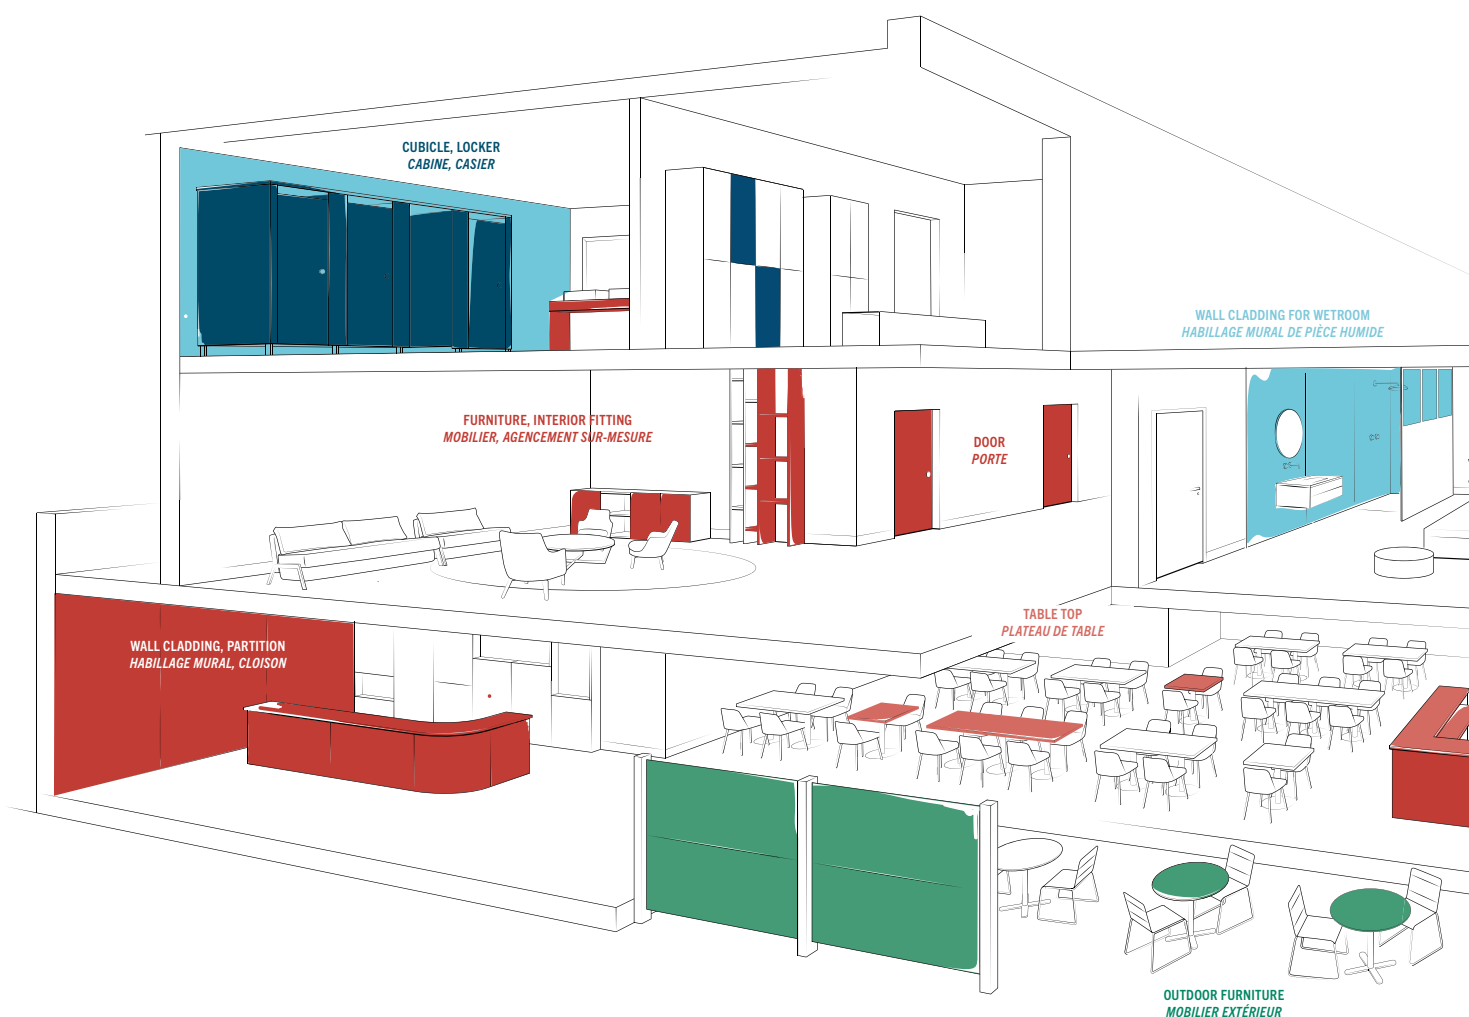 CUBICLE, LOCKER
CABINE, CASIER
WALL CLADDING FOR WETROOM
HABILLAGE MURAL DE PIÈCE HUMIDE
FURNITURE, INTERIOR FITTING
MOBILIER, AGENCEMENT SUR-MESURE
DOOR
PORTE
TABLE TOP
PLATEAU DE TABLE
WALL CLADDING, PARTITION
HABILLAGE MURAL, CLOISON
OUTDOOR FURNITURE
MOBILIER EXTÉRIEUR